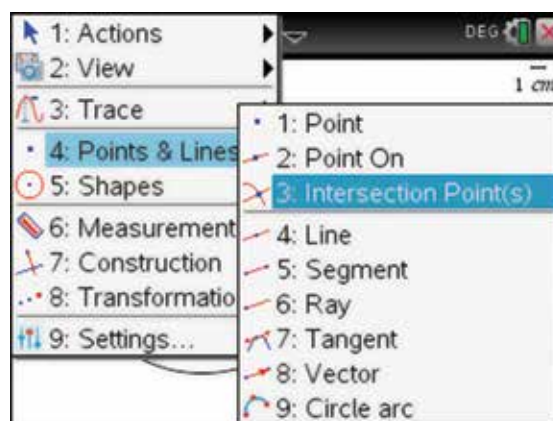 1: Actions
2: View
3: Trace
4: Points & Lines
5: Shapes
6: Measurement
7: Construction
8: Transformatio
9: Settings...
DEG
1 cm
1: Point
2: Point On
3: Intersection Point(s)
4: Line
5: Segment
6: Ray
7: Tangent
8: Vector
9: Circle arc